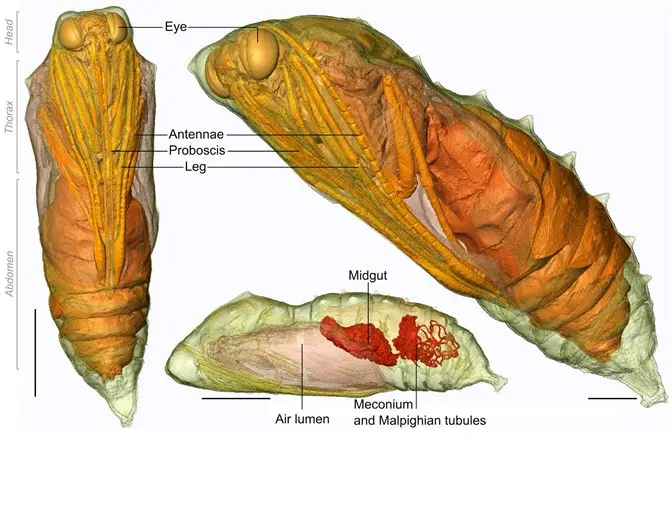 Head
Thorax
Abdomen
Eye
Antennae
Proboscis
Leg
Midgut
Air lumen
Meconium
and Malpighian tubules